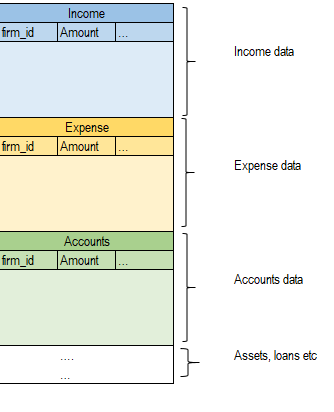 Income
firm_id Amount ...
Income data
Expense
firm_id Amount ...
Expense data
Accounts
firm_id Amount ...
Accounts data
....
...
Assets, loans etc